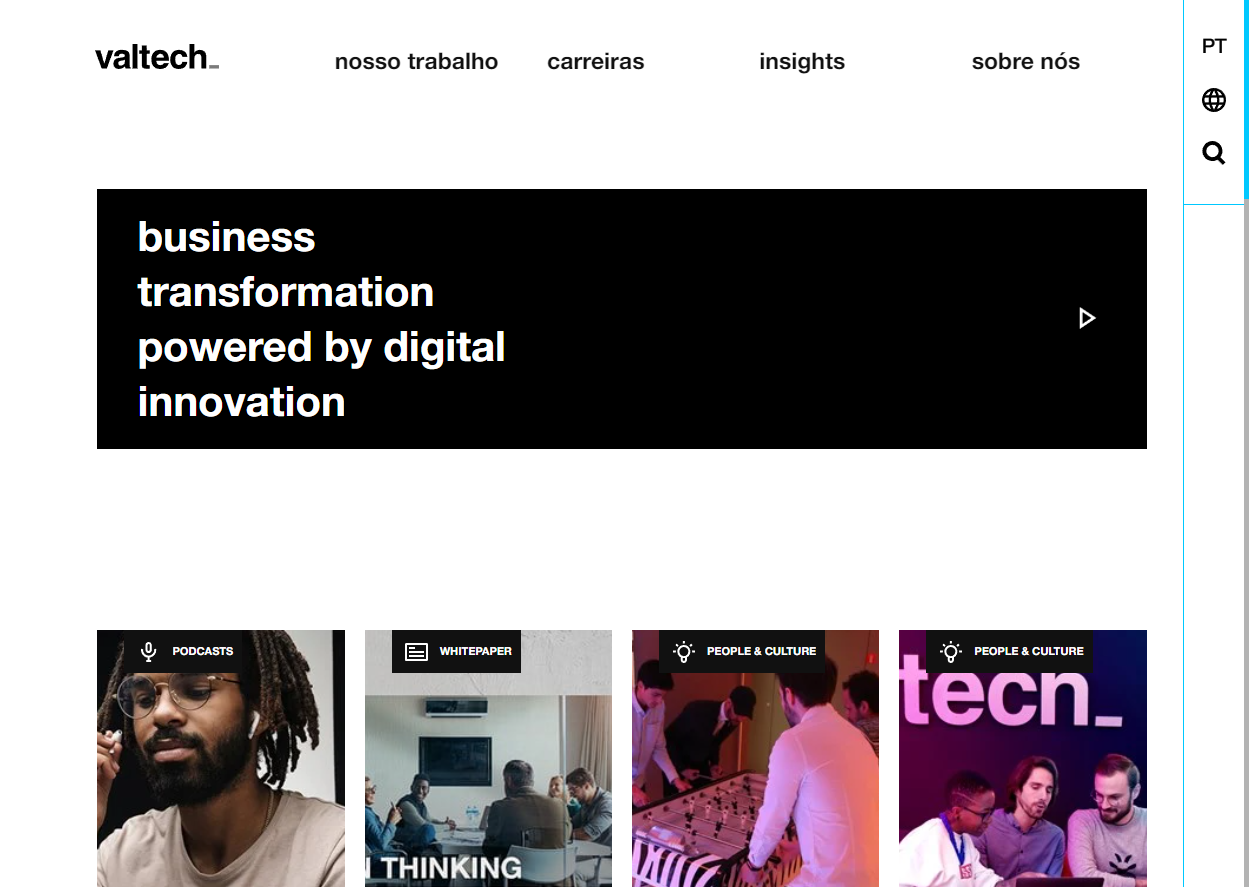 valtech_
nosso trabalho
carreiras
insights
sobre nós
PT
business
transformation
powered by digital
innovation
PODCASTS
WHITEPAPER
PEOPLE & CULTURE
PEOPLE & CULTURE
THINKING